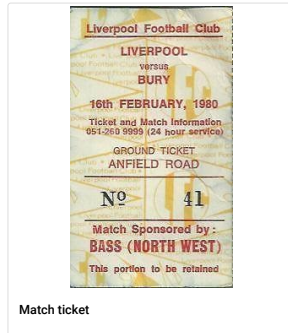 Liverpool Football Club
LIVERPOOL
versus
BURY
16th FEBRUARY, 1980
Ticket and Match Information
051-260 9999 (24 hour service)
GROUND TICKET
ANFIELD ROAD
Nº 41
Match Sponsored by:
BASS (NORTH WEST)
This portion to be retained
Match ticket